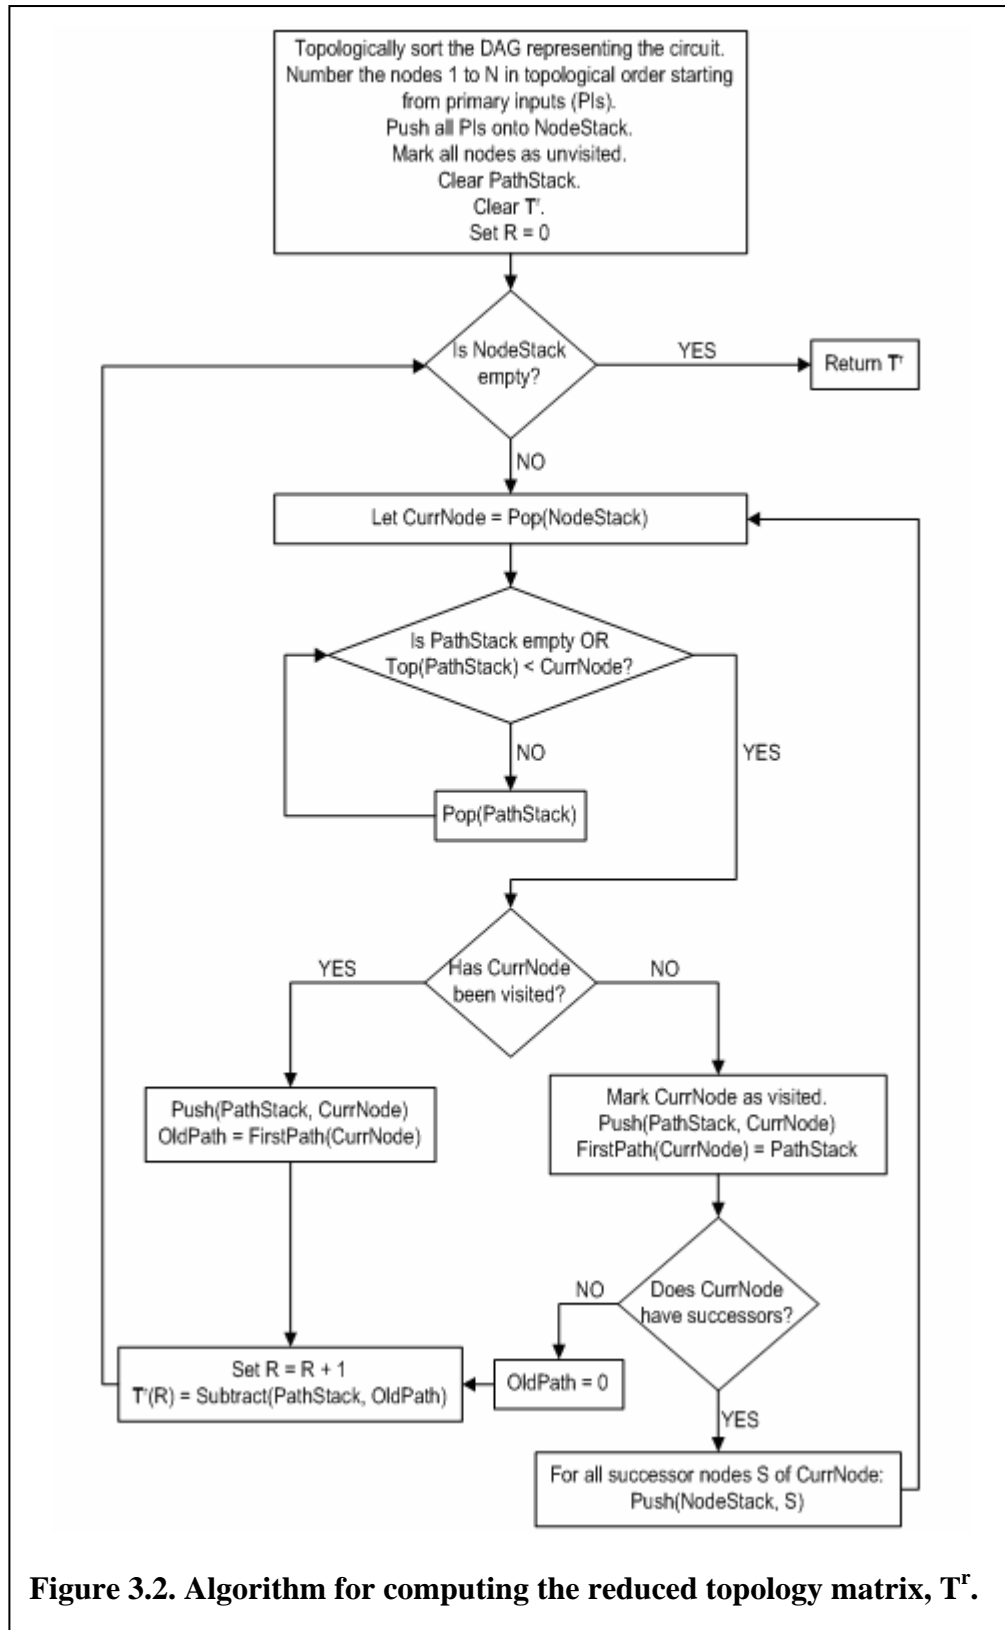 Topologically sort the DAG representing the circuit.
Number the nodes 1 to N in topological order starting
from primary inputs (PIs).
Push all PIs onto NodeStack.
Mark all nodes as unvisited.
Clear PathStack.
Clear Tʳ.
Set R = 0
Is NodeStack
empty?
YES
Return Tʳ
NO
Let CurrNode = Pop(NodeStack)
Is PathStack empty OR
Top(PathStack) < CurrNode?
NO
YES
Pop(PathStack)
Has CurrNode
been visited?
YES
NO
Push(PathStack, CurrNode)
OldPath = FirstPath(CurrNode)
Mark CurrNode as visited.
Push(PathStack, CurrNode)
FirstPath(CurrNode) = PathStack
Does CurrNode
have successors?
NO
Set R = R + 1
Tʳ(R) = Subtract(PathStack, OldPath)
OldPath = 0
YES
For all successor nodes S of CurrNode:
Push(NodeStack, S)
Figure 3.2. Algorithm for computing the reduced topology matrix, Tʳ.